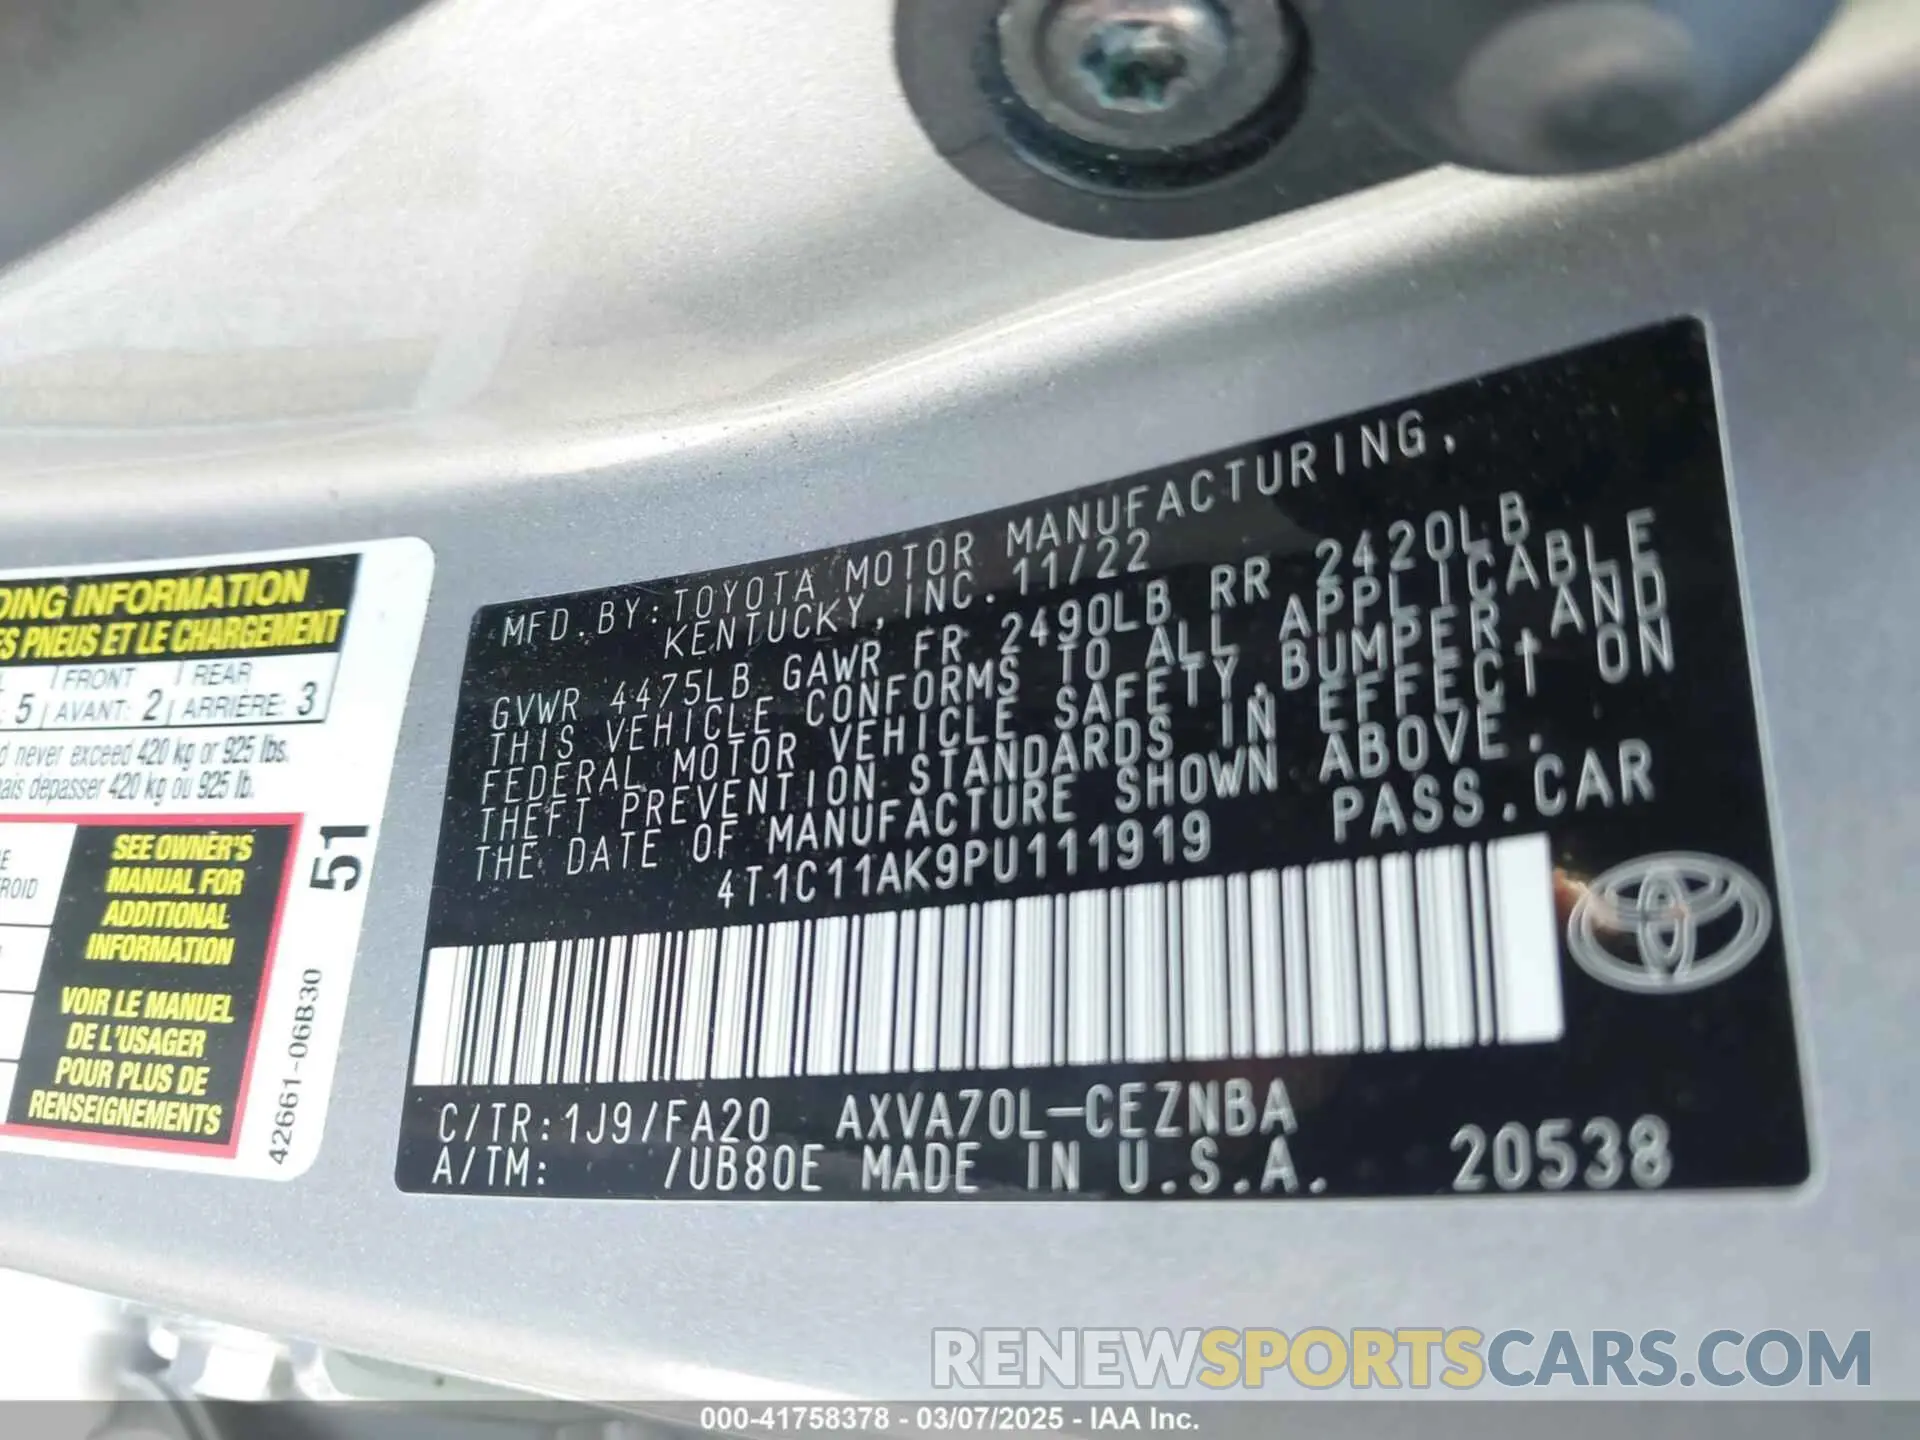 DING INFORMATION
ES PNEUS ET LE CHARGEMENT
FRONT REAR
5 AVANT: 2 ARRIÈRE: 3
d never exceed 420 kg or 925 lbs.
ais dépasser 420 kg ou 925 lb.
SEE OWNER'S
MANUAL FOR
ADDITIONAL
INFORMATION
VOIR LE MANUEL
DE L'USAGER
POUR PLUS DE
RENSEIGNEMENTS
51
42661-06B30
MFD. BY: TOYOTA MOTOR MANUFACTURING,
KENTUCKY, INC. 11/22
GVWR 4475LB GAWR FR 2490LB RR 2420LB
THIS VEHICLE CONFORMS TO ALL APPLICABLE
FEDERAL MOTOR VEHICLE SAFETY, BUMPER, AND
THEFT PREVENTION STANDARDS IN EFFECT ON
THE DATE OF MANUFACTURE SHOWN ABOVE.
4T1C11AK9PU111919 PASS.CAR
C/TR:1J9/FA20 AXVA70L-CEZNBA
A/TM: /UB80E MADE IN U.S.A. 20538
RENEWSPORTSCARS.COM
000-41758378 - 03/07/2025 - IAA Inc.